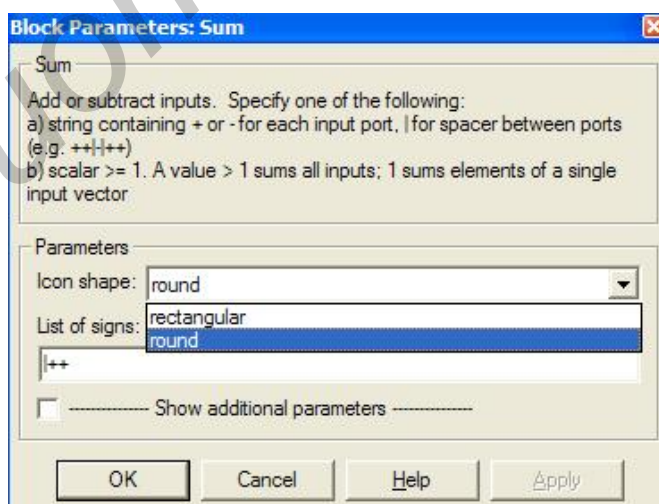 Block Parameters: Sum
Sum
Add or subtract inputs. Specify one of the following:
a) string containing + or - for each input port, | for spacer between ports
(e.g. ++|-|++)
b) scalar >= 1. A value > 1 sums all inputs; 1 sums elements of a single
input vector
Parameters
Icon shape: round
rectangular
List of signs:
round
|++
--------------- Show additional parameters ---------------
OK Cancel Help Apply